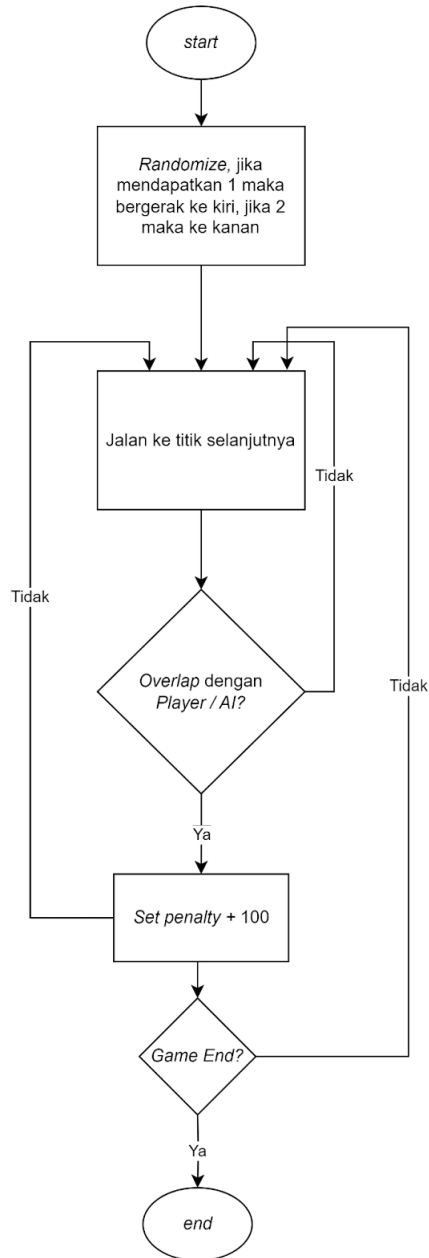 start
Randomize, jika
mendapatkan 1 maka
bergerak ke kiri, jika 2
maka ke kanan
Jalan ke titik selanjutnya
Tidak
Tidak
Overlap dengan
Player / AI?
Tidak
Ya
Set penalty + 100
Game End?
Ya
end